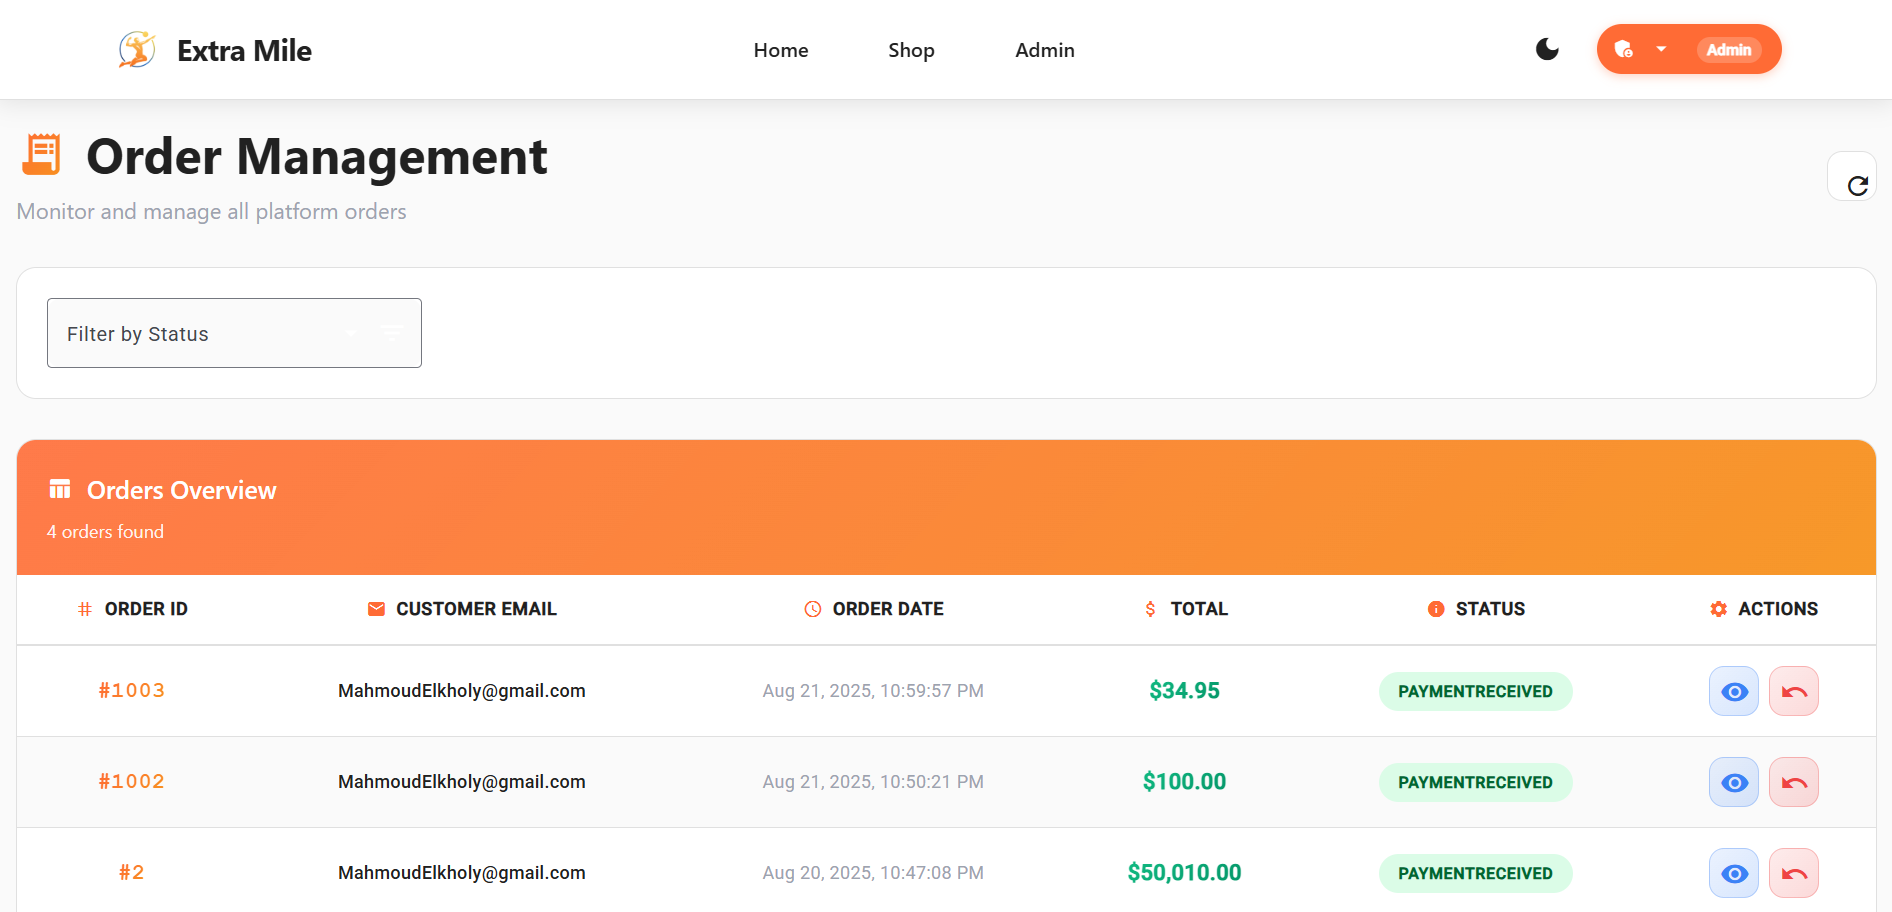 Extra Mile
Home
Shop
Admin
Admin
Order Management
Monitor and manage all platform orders
Filter by Status
Orders Overview
4 orders found
# ORDER ID
CUSTOMER EMAIL
ORDER DATE
$ TOTAL
STATUS
ACTIONS
#1003 MahmoudElkholy@gmail.com Aug 21, 2025, 10:59:57 PM $34.95 PAYMENTRECEIVED
#1002 MahmoudElkholy@gmail.com Aug 21, 2025, 10:50:21 PM $100.00 PAYMENTRECEIVED
#2 MahmoudElkholy@gmail.com Aug 20, 2025, 10:47:08 PM $50,010.00 PAYMENTRECEIVED